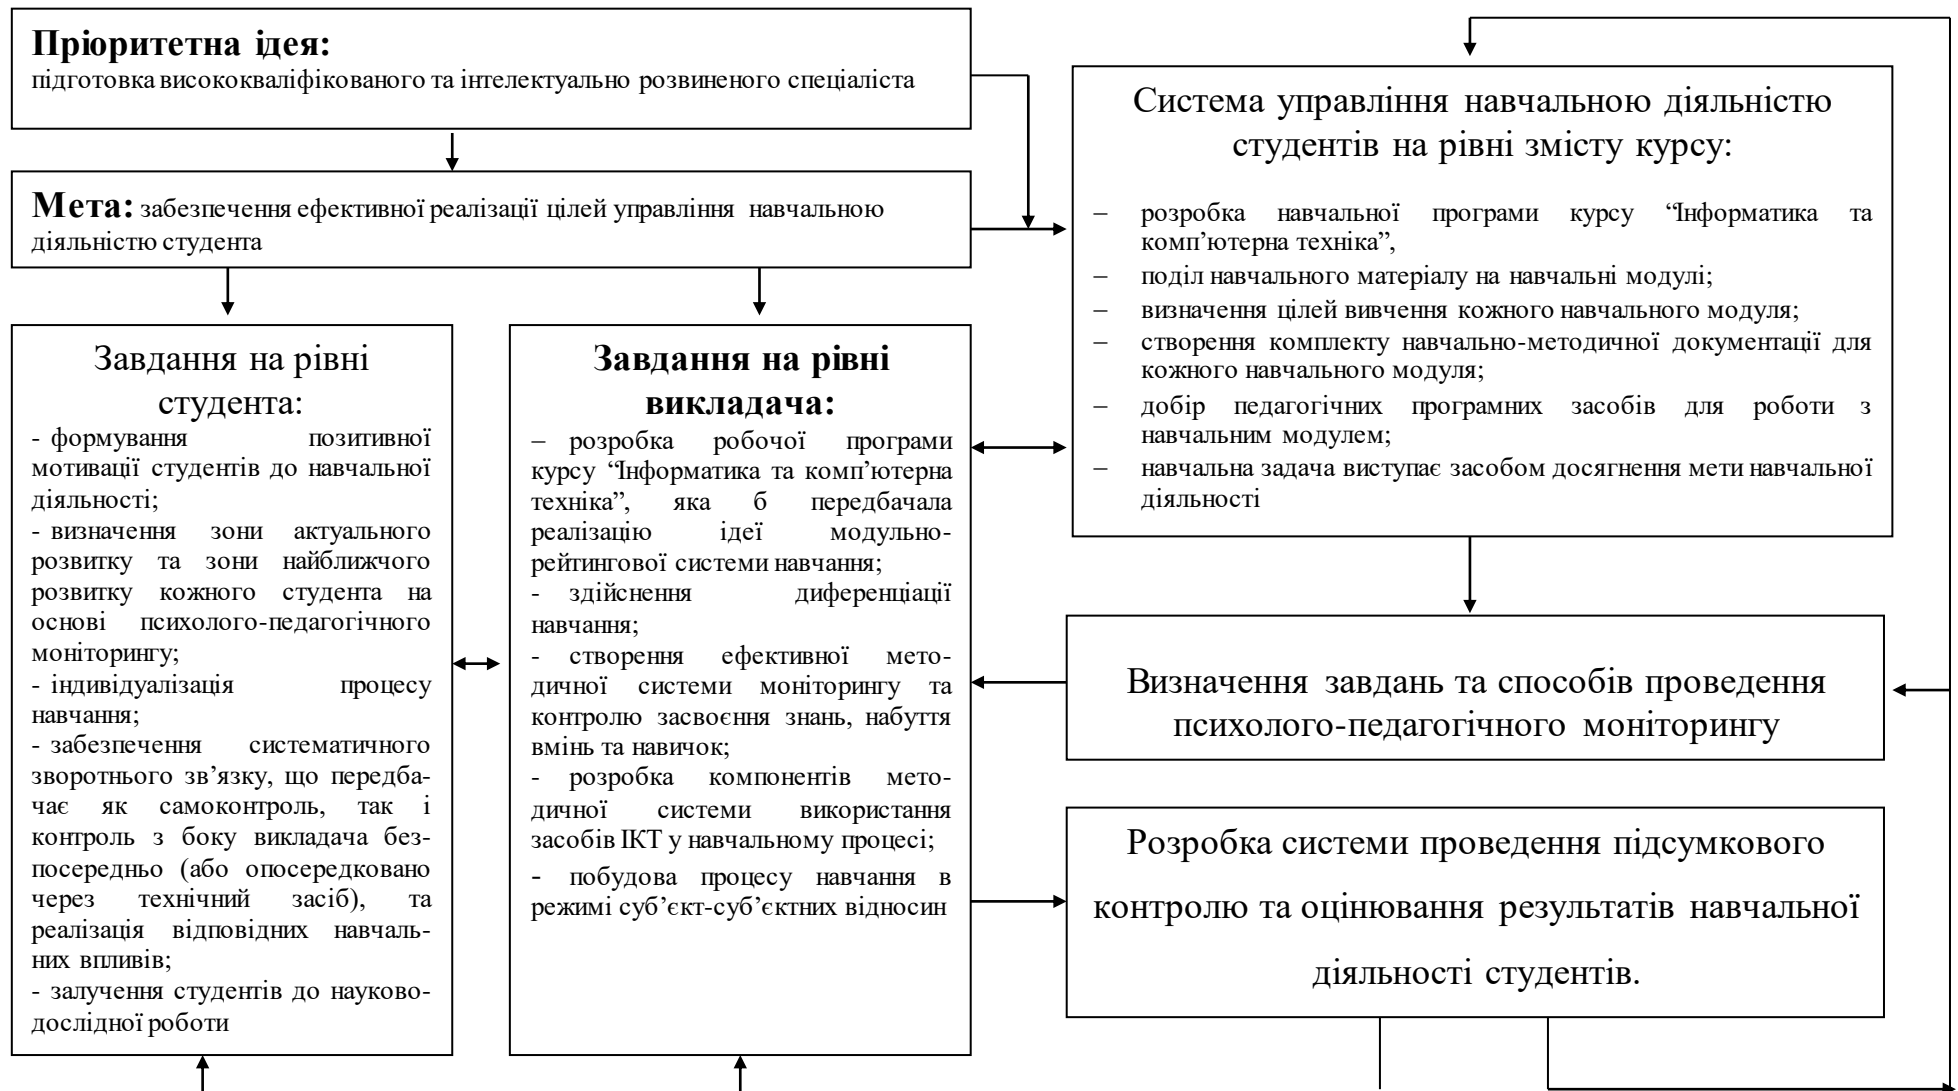 Пріоритетна ідея:
підготовка висококваліфікованого та інтелектуально розвиненого спеціаліста
Мета: забезпечення ефективної реалізації цілей управління навчальною
діяльністю студента
Завдання на рівні
студента:
- формування позитивної
мотивації студентів до навчальної
діяльності;
- визначення зони актуального
розвитку та зони найближчого
розвитку кожного студента на
основі психолого-педагогічного
моніторингу;
- індивідуалізація процесу
навчання;
- забезпечення систематичного
зворотнього зв’язку, що передба-
чає як самоконтроль, так і
контроль з боку викладача без-
посередньо (або опосередковано
через технічний засіб), та
реалізація відповідних навчаль-
них впливів;
- залучення студентів до науково-
дослідної роботи
Завдання на рівні
викладача:
– розробка робочої програми
курсу “Інформатика та комп’ютерна
техніка”, яка б передбачала
реалізацію ідеї модульно-
рейтингової системи навчання;
- здійснення диференціації
навчання;
- створення ефективної мето-
дичної системи моніторингу та
контролю засвоєння знань, набуття
вмінь та навичок;
- розробка компонентів мето-
дичної системи використання
засобів ІКТ у навчальному процесі;
- побудова процесу навчання в
режимі суб’єкт-суб’єктних відносин
Система управління навчальною діяльністю
студентів на рівні змісту курсу:
– розробка навчальної програми курсу “Інформатика та
комп’ютерна техніка”,
– поділ навчального матеріалу на навчальні модулі;
– визначення цілей вивчення кожного навчального модуля;
– створення комплекту навчально-методичної документації для
кожного навчального модуля;
– добір педагогічних програмних засобів для роботи з
навчальним модулем;
– навчальна задача виступає засобом досягнення мети навчальної
діяльності
Визначення завдань та способів проведення
психолого-педагогічного моніторингу
Розробка системи проведення підсумкового
контролю та оцінювання результатів навчальної
діяльності студентів.